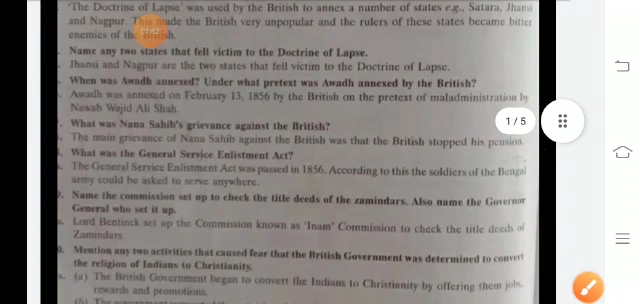 'The Doctrine of Lapse' was used by the British to annex a number of states e.g., Satara, Jhansi
and Nagpur. This made the British very unpopular and the rulers of these states became bitter
enemies of the British.
Name any two states that fell victim to the Doctrine of Lapse.
Jhansi and Nagpur are the two states that fell victim to the Doctrine of Lapse.
When was Awadh annexed? Under what pretext was Awadh annexed by the British?
Awadh was annexed on February 13, 1856 by the British on the pretext of maladministration by
Nawab Wajid Ali Shah.
What was Nana Sahib's grievance against the British?
1/5
The main grievance of Nana Sahib against the British was that the British stopped his pension.
What was the General Service Enlistment Act?
The General Service Enlistment Act was passed in 1856. According to this the soldiers of the Bengal
army could be asked to serve anywhere.
Name the commission set up to check the title deeds of the zamindars. Also name the Governor
General who set it up.
Lord Bentinck set up the Commission known as 'Inam' Commission to check the title deeds of
Zamindars.
Mention any two activities that caused fear that the British Government was determined to convert
the religion of Indians to Christianity.
(a) The British Government began to convert the Indians to Christianity by offering them jobs,
rewards and promotions.
(b) The government